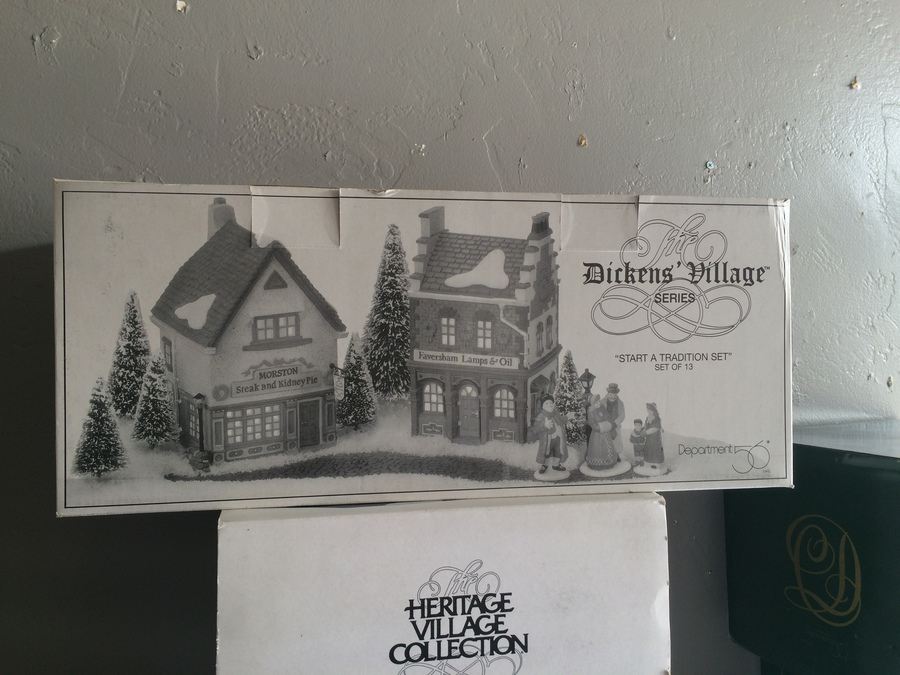 The
Dickens' Village™
SERIES
"START A TRADITION SET"
SET OF 13
MORSTON
Steak and Kidney Pie
Faversham Lamps & Oil
Department 56
The
HERITAGE
VILLAGE
COLLECTION